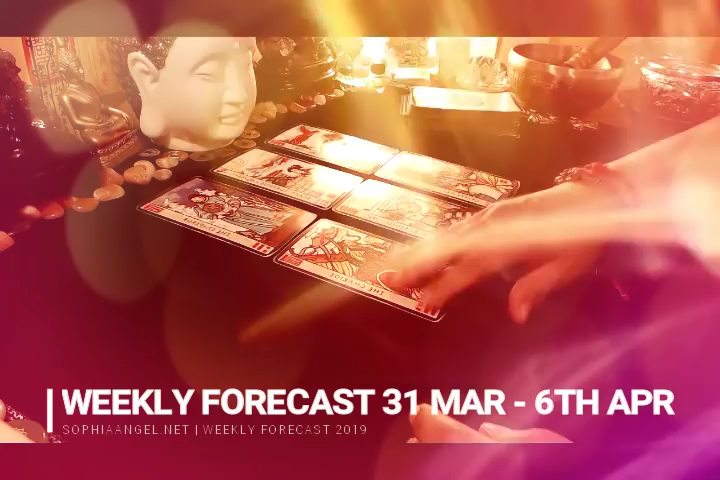 WEEKLY FORECAST 31 MAR - 6TH APR
SOPHIAANGEL.NET | WEEKLY FORECAST 2019